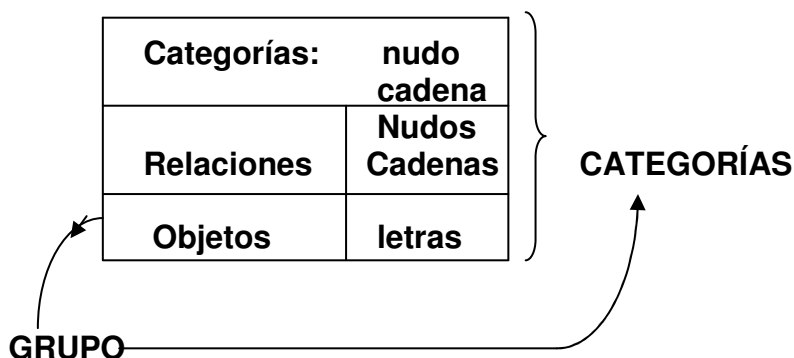 Categorías: nudo
cadena
Nudos
Relaciones Cadenas
CATEGORÍAS
Objetos letras
GRUPO